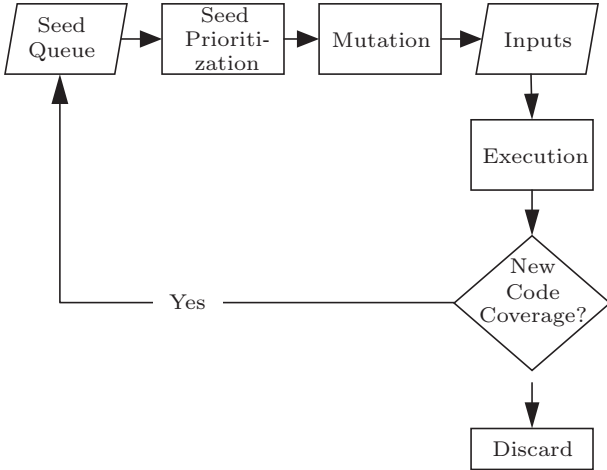 Seed
Queue
Seed
Prioriti-
zation
Mutation
Inputs
Execution
New
Code
Coverage?
Yes
Discard